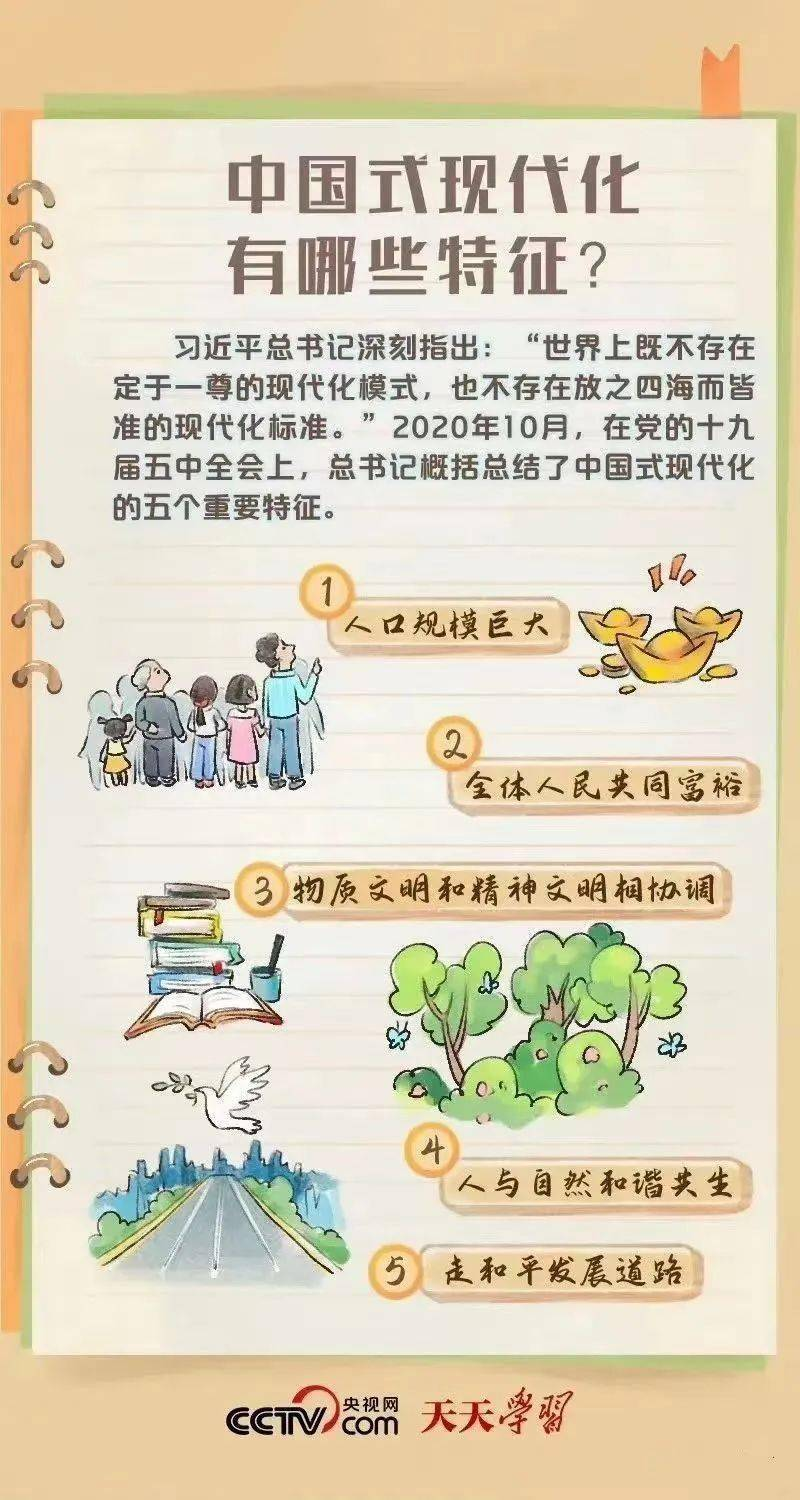 中国式现代化
有哪些特征?
习近平总书记深刻指出：“世界上既不存在
定于一尊的现代化模式，也不存在放之四海而皆
准的现代化标准。”2020年10月，在党的十九
届五中全会上，总书记概括总结了中国式现代化
的五个重要特征。
1
人口规模巨大
2
全体人民共同富裕
3 物质文明和精神文明相协调
4
人与自然和谐共生
5 走和平发展道路
CCTV.com 央视网 天天学习